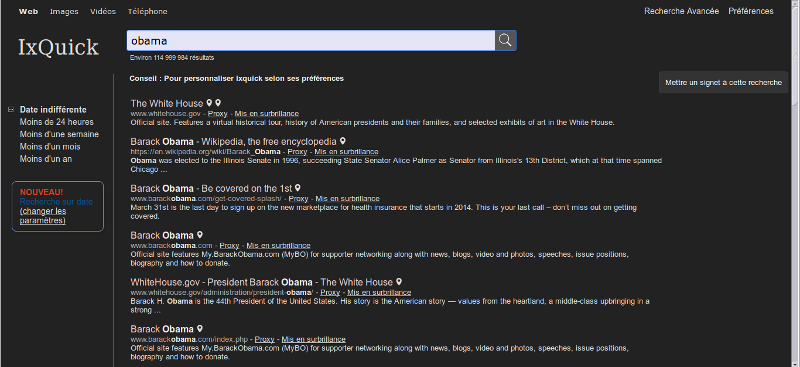 Web Images Vidéos Téléphone
Recherche Avancée Préférences
IxQuick
obama
Environ 114 999 984 résultats
Conseil : Pour personnaliser Ixquick selon ses préférences
Mettre un signet à cette recherche
Date indifférente
Moins de 24 heures
Moins d'une semaine
Moins d'un mois
Moins d'un an
NOUVEAU!
Recherche sur date
(changer les
paramètres)
The White House
www.whitehouse.gov - Proxy - Mis en surbrillance
Official site. Features a virtual historical tour, history of American presidents and their families, and selected exhibits of art in the White House.
Barack Obama - Wikipedia, the free encyclopedia
https://en.wikipedia.org/wiki/Barack_Obama - Proxy - Mis en surbrillance
Obama was elected to the Illinois Senate in 1996, succeeding State Senator Alice Palmer as Senator from Illinois's 13th District, which at that time spanned
Chicago ...
Barack Obama - Be covered on the 1st
www.barackobama.com/get-covered-splash/ - Proxy - Mis en surbrillance
March 31st is the last day to sign up on the new marketplace for health insurance that starts in 2014. This is your last call – don't miss out on getting
covered.
Barack Obama
www.barackobama.com - Proxy - Mis en surbrillance
Official site features My.BarackObama.com (MyBO) for supporter networking along with news, blogs, video and photos, speeches, issue positions,
biography and how to donate.
WhiteHouse.gov - President Barack Obama - The White House
www.whitehouse.gov/administration/president-obama/ - Proxy - Mis en surbrillance
Barack H. Obama is the 44th President of the United States. His story is the American story — values from the heartland, a middle-class upbringing in a
strong ...
Barack Obama
www.barackobama.com/index.php - Proxy - Mis en surbrillance
Official site features My.BarackObama.com (MyBO) for supporter networking along with news, blogs, video and photos, speeches, issue positions,
biography and how to donate.